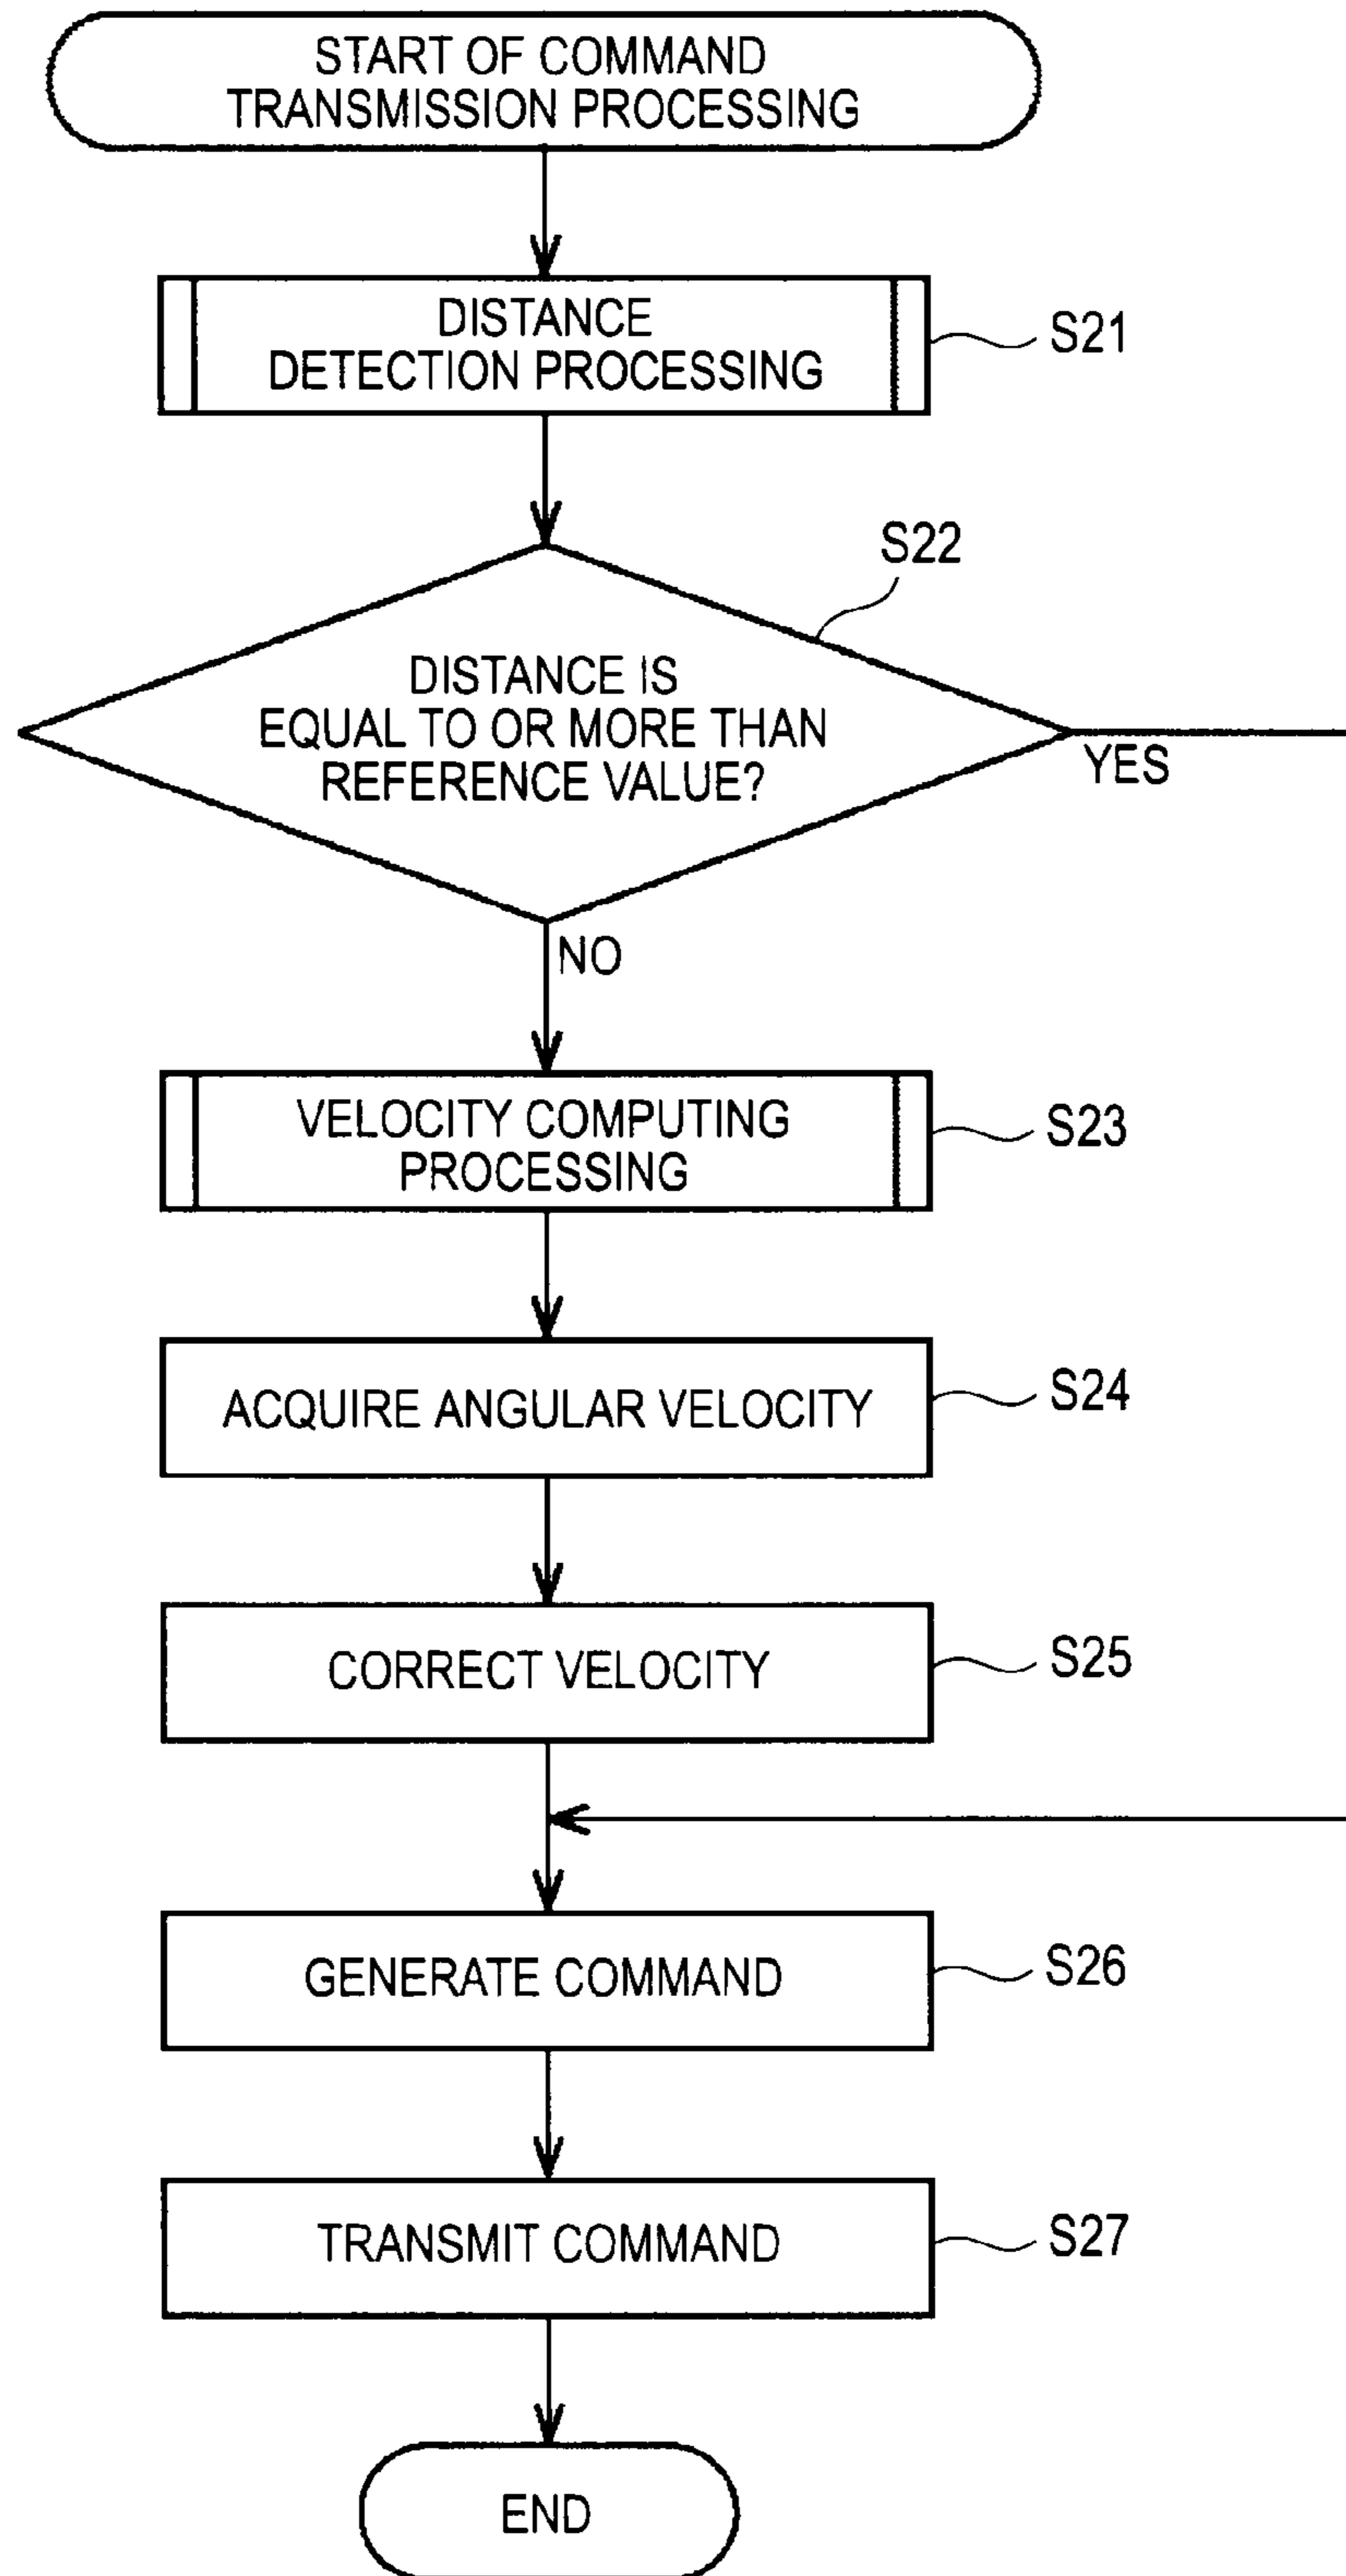 START OF COMMAND
TRANSMISSION PROCESSING
DISTANCE
DETECTION PROCESSING
S21
S22
DISTANCE IS
EQUAL TO OR MORE THAN
REFERENCE VALUE?
YES
NO
VELOCITY COMPUTING
PROCESSING
S23
ACQUIRE ANGULAR VELOCITY
S24
CORRECT VELOCITY
S25
GENERATE COMMAND
S26
TRANSMIT COMMAND
S27
END